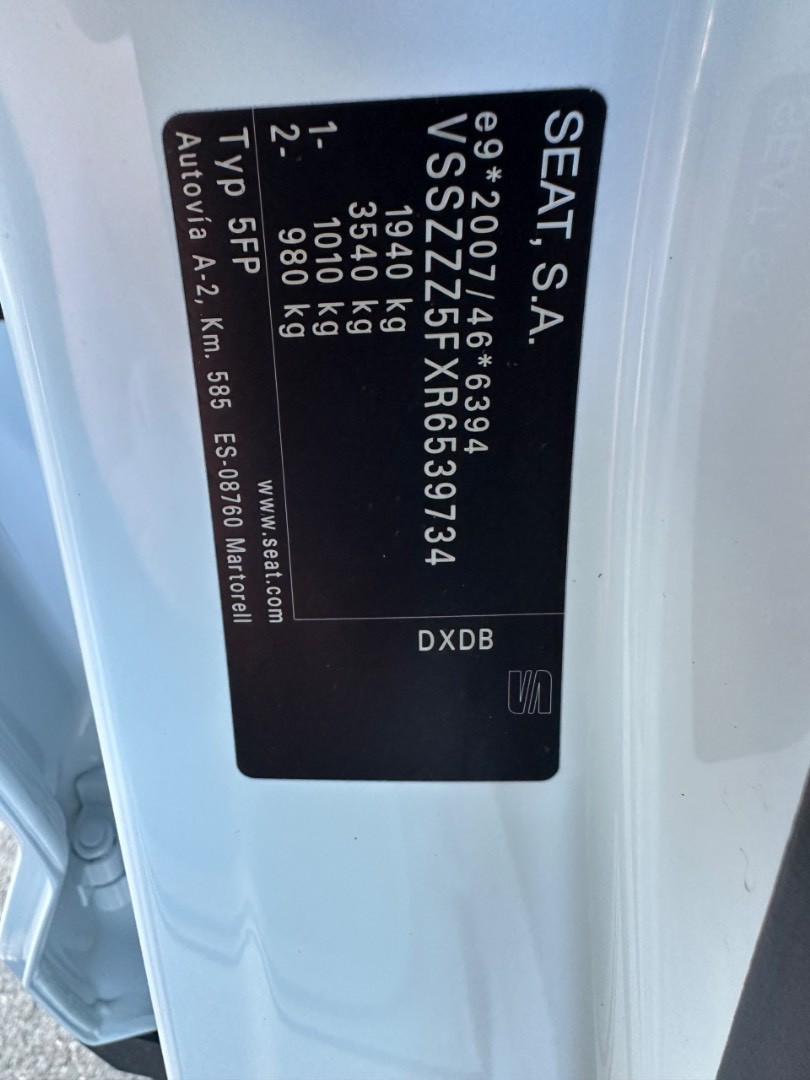 SEAT, S.A.
e9*2007/46*6394
VSSZZZ5FXR6539734
1940 kg
3540 kg
1- 1010 kg
2- 980 kg
DXDB
www.seat.com
Typ 5FP
Autovía A-2, Km. 585 ES-08760 Martorell